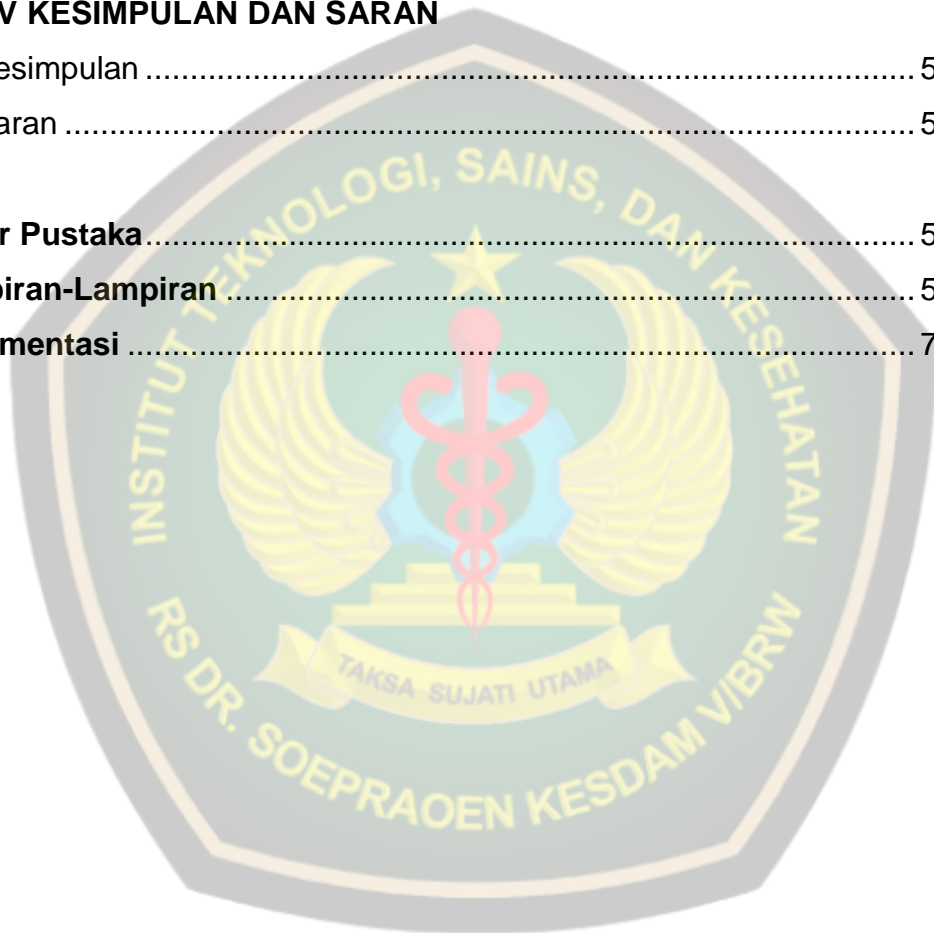 V KESIMPULAN DAN SARAN
esimpulan ........................................................................................ 5
aran ................................................................................................. 5
r Pustaka ........................................................................................ 5
piran-Lampiran ............................................................................... 5
mentasi .......................................................................................... 7
INSTITUT TEKNOLOGI, SAINS, DAN KESEHATAN
TAKSA SUJATI UTAMA
RS DR. SOEPRAOEN KESDAM V/BRW